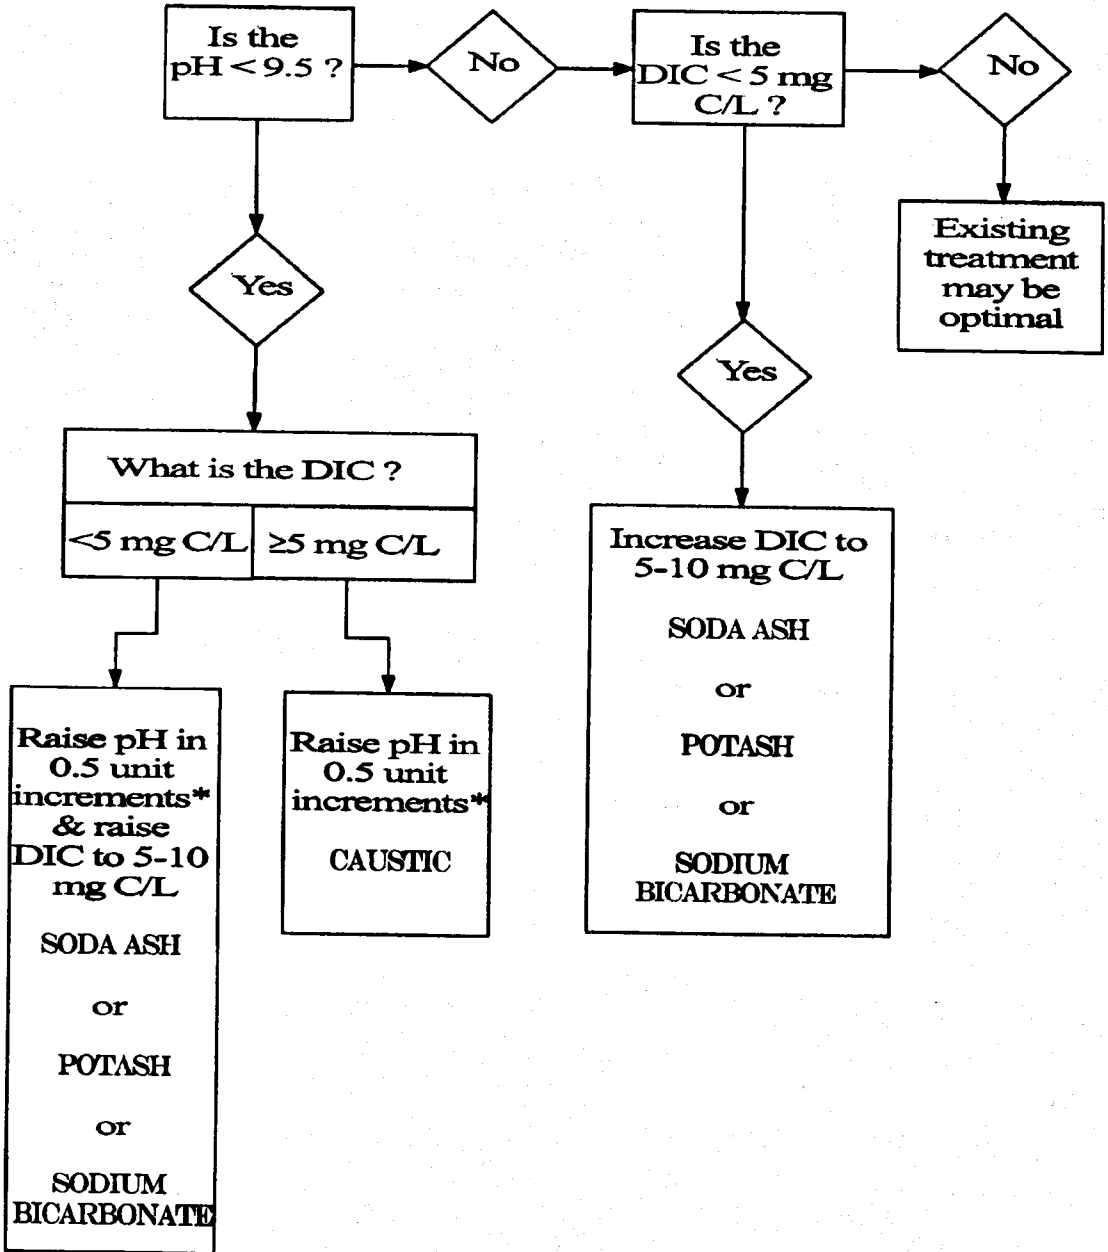 Is the
pH < 9.5 ?
No
Is the
DIC < 5 mg
C/L ?
No
Existing
treatment
may be
optimal
Yes
Yes
What is the DIC ?
<5 mg C/L
≥5 mg C/L
Increase DIC to
5-10 mg C/L
SODA ASH
or
POTASH
or
SODIUM
BICARBONATE
Raise pH in
0.5 unit
increments*
& raise
DIC to 5-10
mg C/L
SODA ASH
or
POTASH
or
SODIUM
BICARBONATE
Raise pH in
0.5 unit
increments*
CAUSTIC